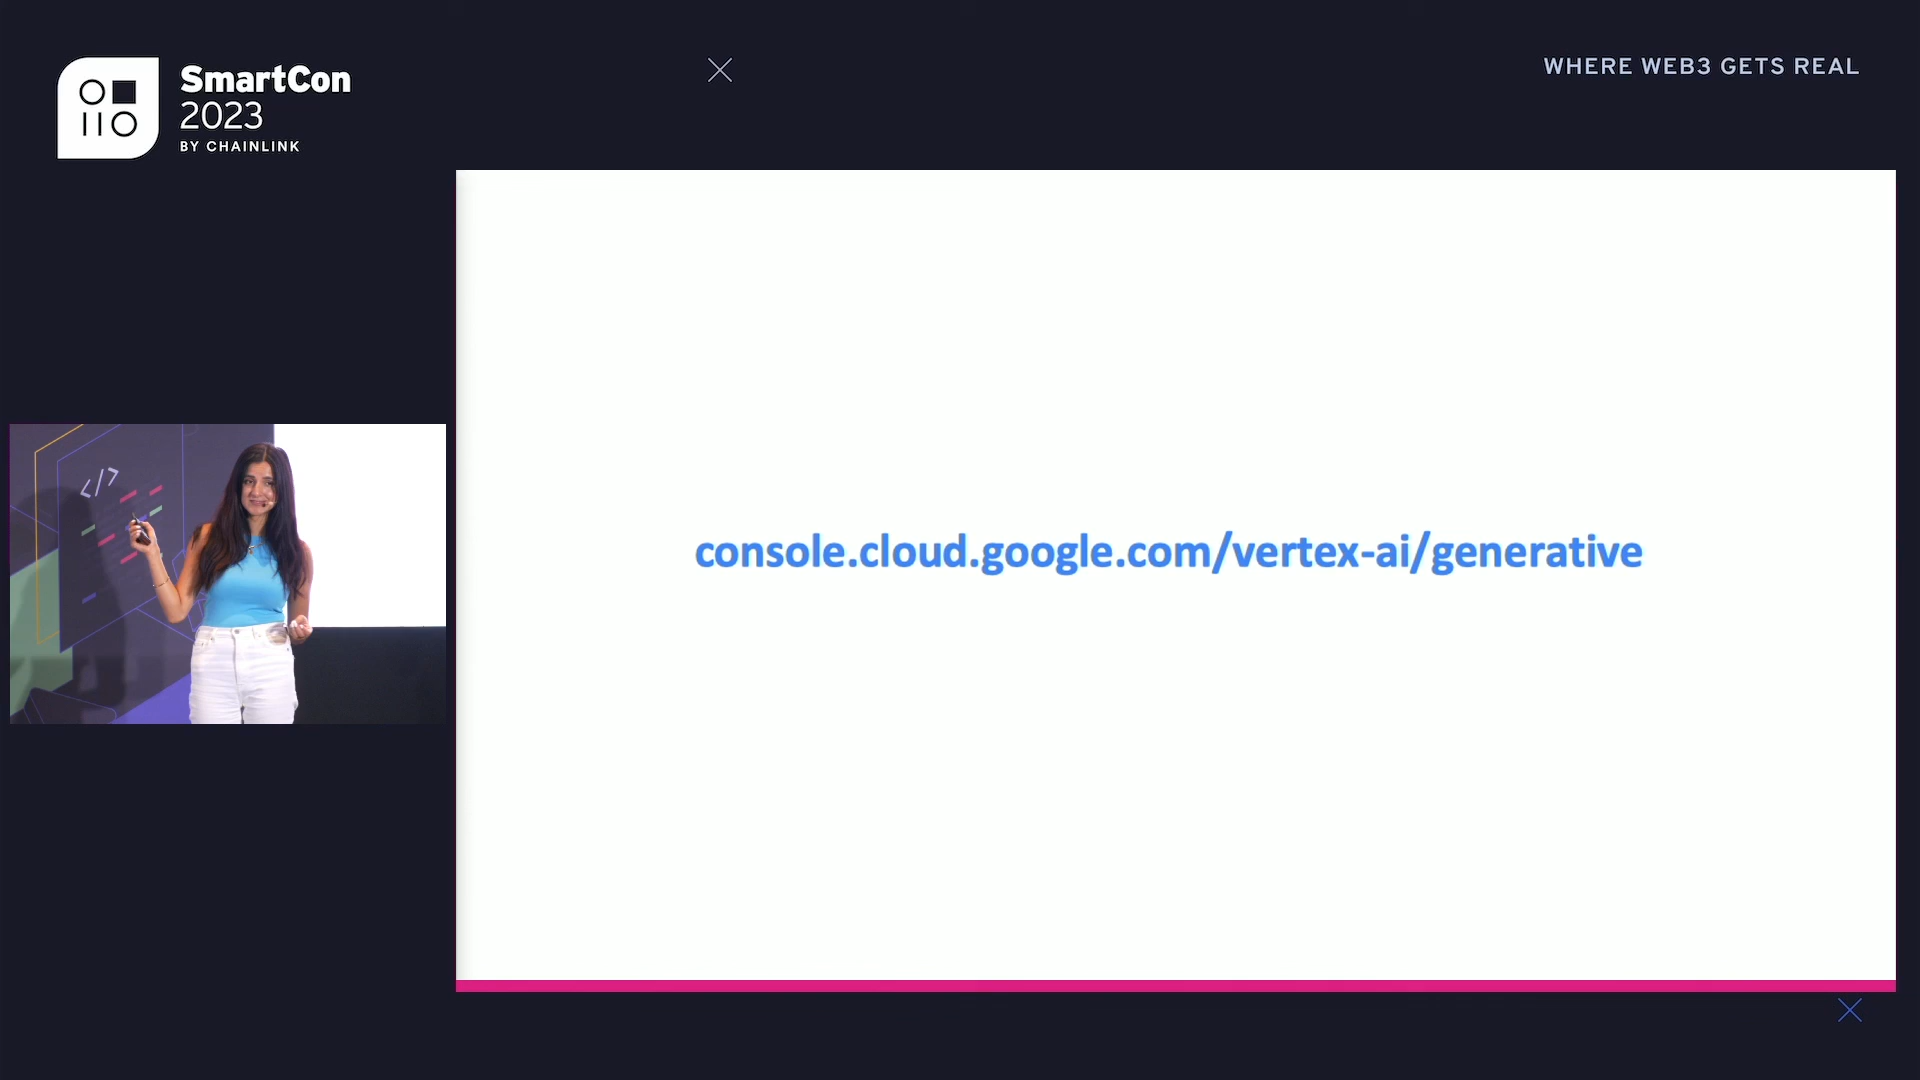 SmartCon
2023
BY CHAINLINK
WHERE WEB3 GETS REAL
</>
console.cloud.google.com/vertex-ai/generative